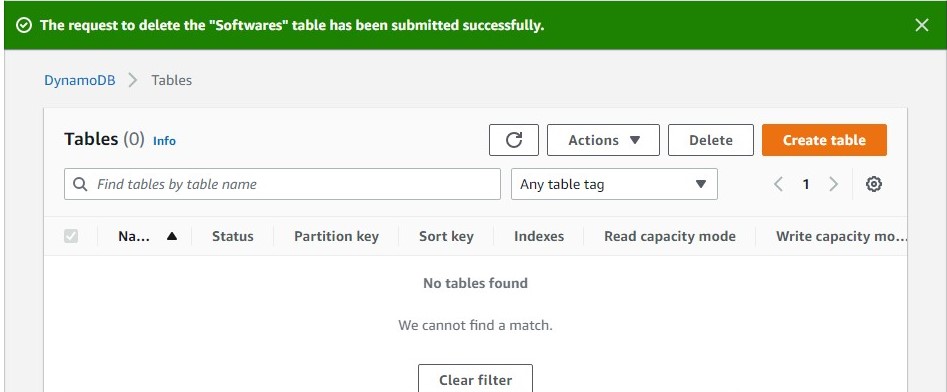 The request to delete the "Softwares" table has been submitted successfully.
DynamoDB > Tables
Tables (0) Info
Actions
Delete
Create table
Find tables by table name
Any table tag
1
Na... Status Partition key Sort key Indexes Read capacity mode Write capacity mo...
No tables found
We cannot find a match.
Clear filter